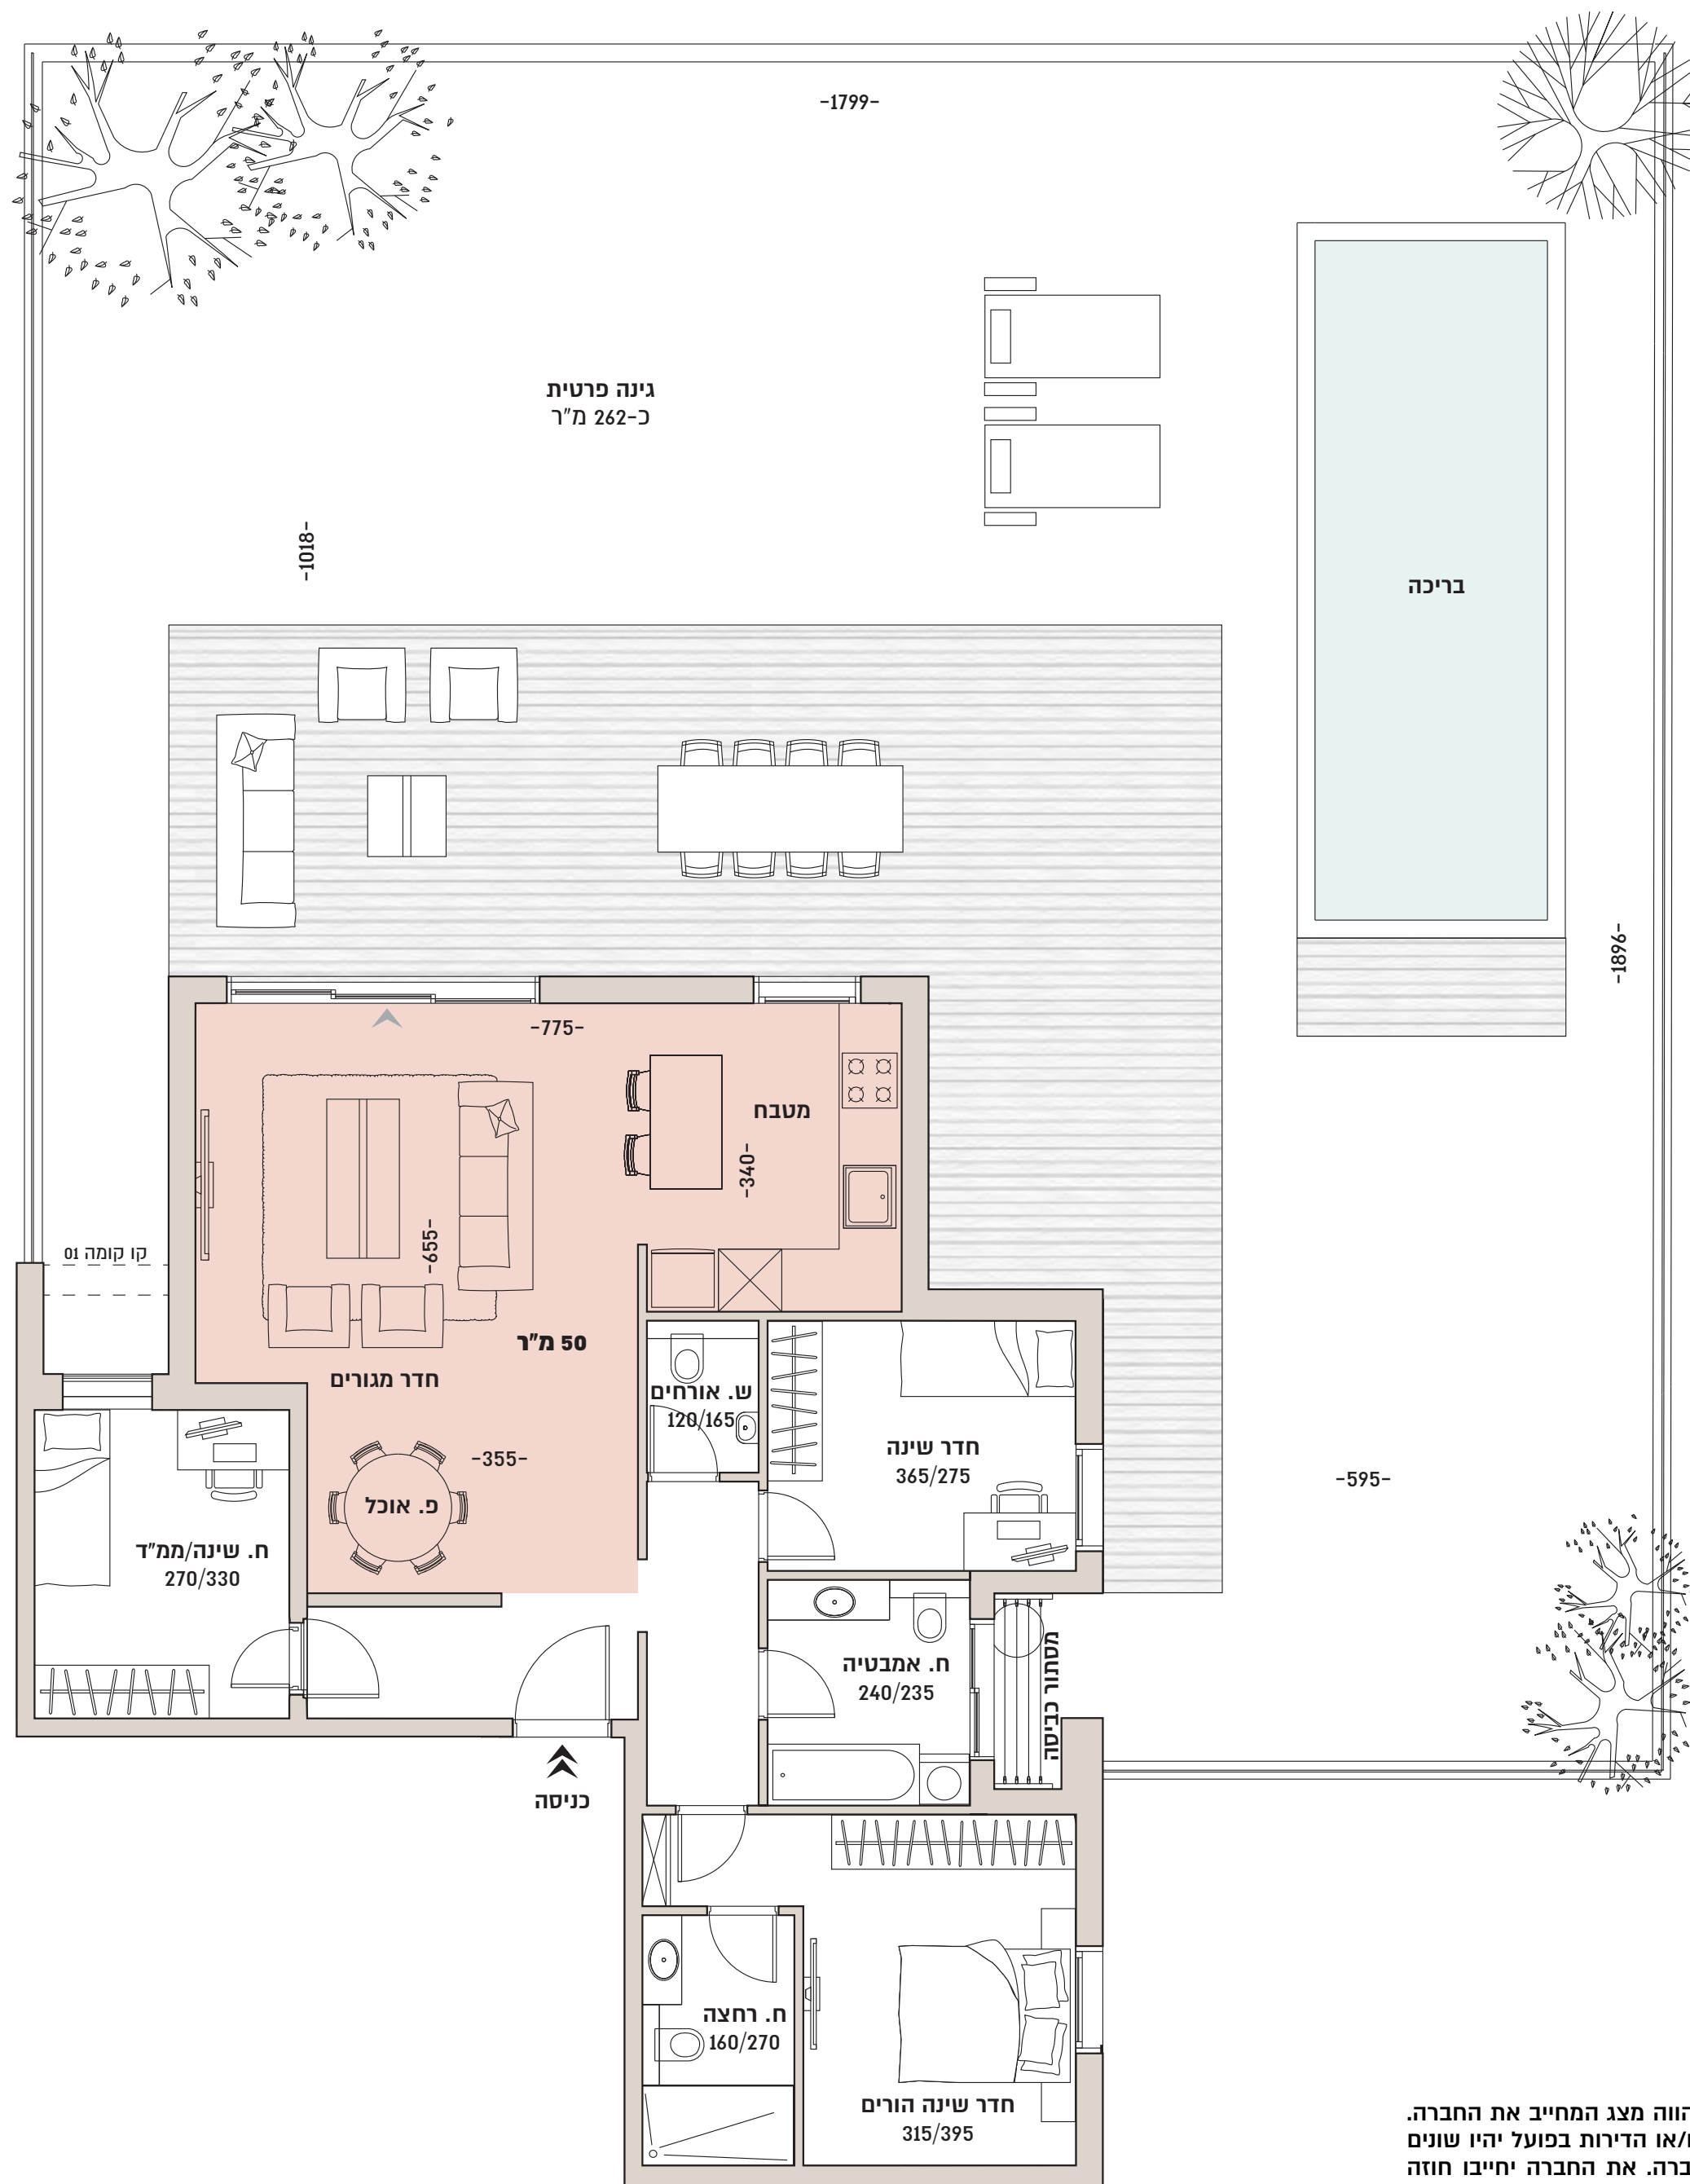 -1799-
גינה פרטית
כ-262 מ"ר
-1018-
בריכה
-1896-
-775-
מטבח
-340-
-655-
קו קומה 01
50 מ"ר
חדר מגורים
ש. אורחים
120/165
חדר שינה
365/275
-355-
-595-
פ. אוכל
ח. שינה/ממ"ד
270/330
מסתור כביסה
ח. אמבטיה
240/235
כניסה
ח. רחצה
160/270
חדר שינה הורים
315/395
הווה מצג המחייב את החברה.
/או הדירות בפועל יהיו שונים
ברה. את החברה יחייבו חוזה